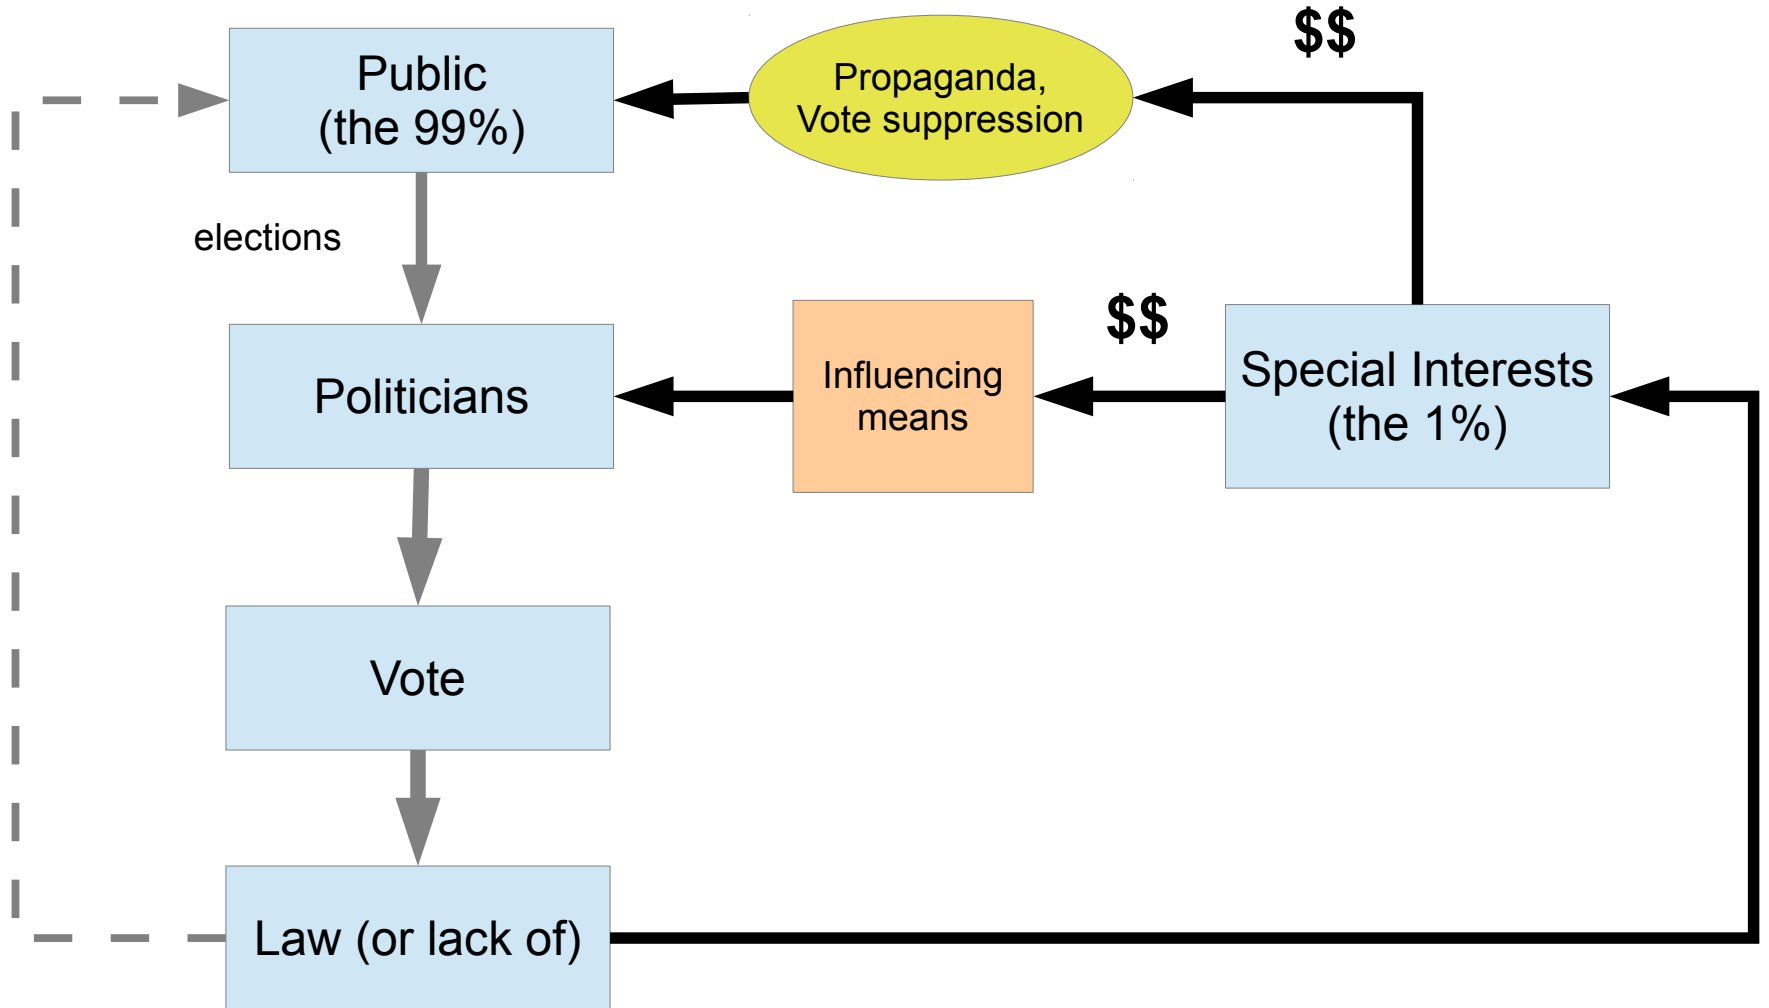 $$
Public
(the 99%)
Propaganda,
Vote suppression
elections
$$
Politicians
Influencing
means
Special Interests
(the 1%)
Vote
Law (or lack of)